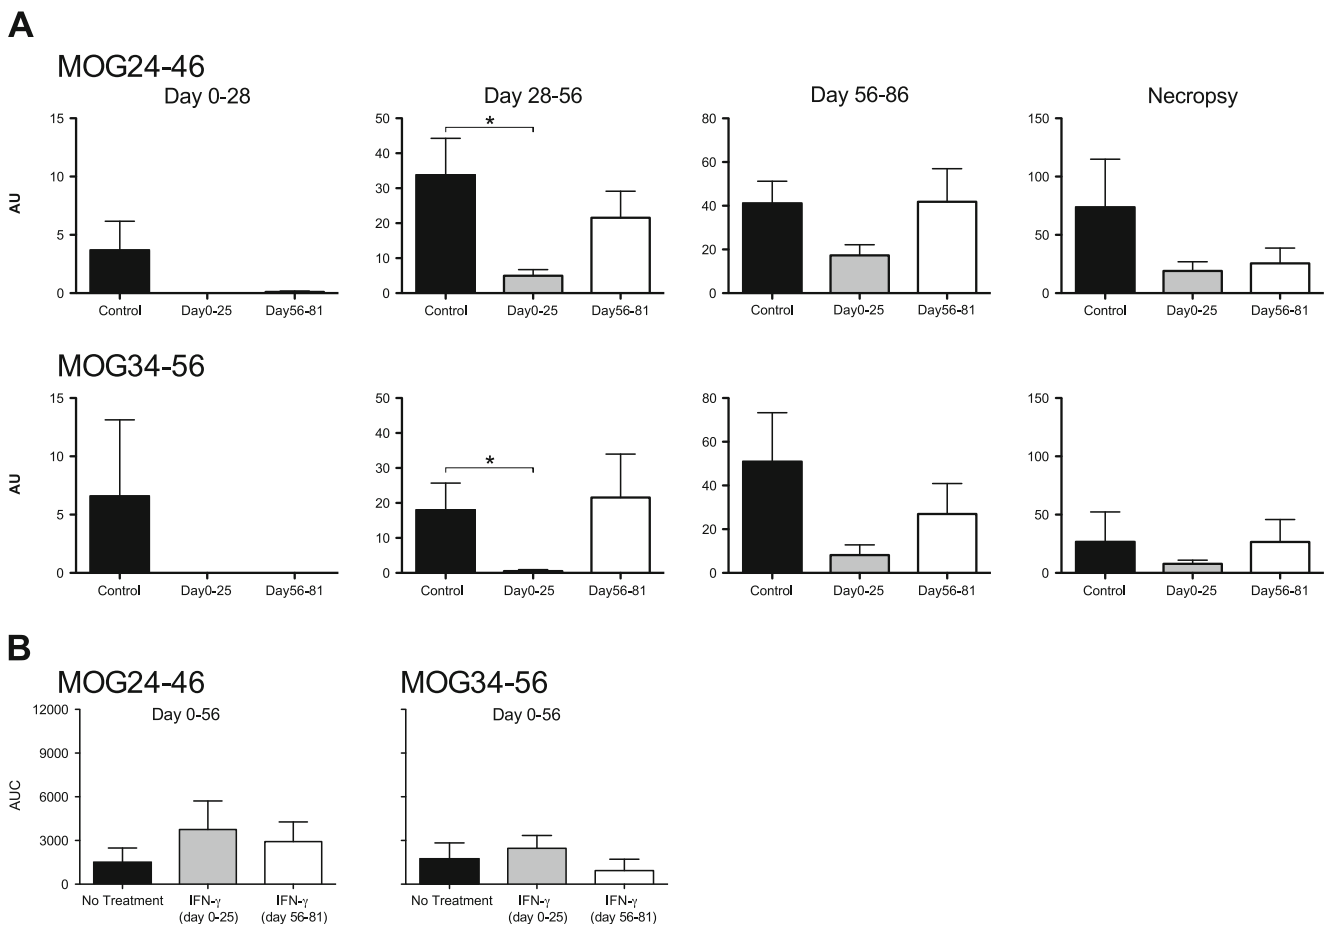 A
MOG24-46
Day 0-28
Day 28-56
Day 56-86
Necropsy
AU
15
10
5
0
Control
Day0-25
Day56-81
50
40
30
20
10
0
*
Control
Day0-25
Day56-81
80
60
40
20
0
Control
Day0-25
Day56-81
150
100
50
0
Control
Day0-25
Day56-81
MOG34-56
AU
15
10
5
0
Control
Day0-25
Day56-81
50
40
30
20
10
0
*
Control
Day0-25
Day56-81
80
60
40
20
0
Control
Day0-25
Day56-81
150
100
50
0
Control
Day0-25
Day56-81
B
MOG24-46
Day 0-56
AUC
12000
9000
6000
3000
0
No Treatment
IFN-γ
(day 0-25)
IFN-γ
(day 56-81)
MOG34-56
Day 0-56
No Treatment
IFN-γ
(day 0-25)
IFN-γ
(day 56-81)